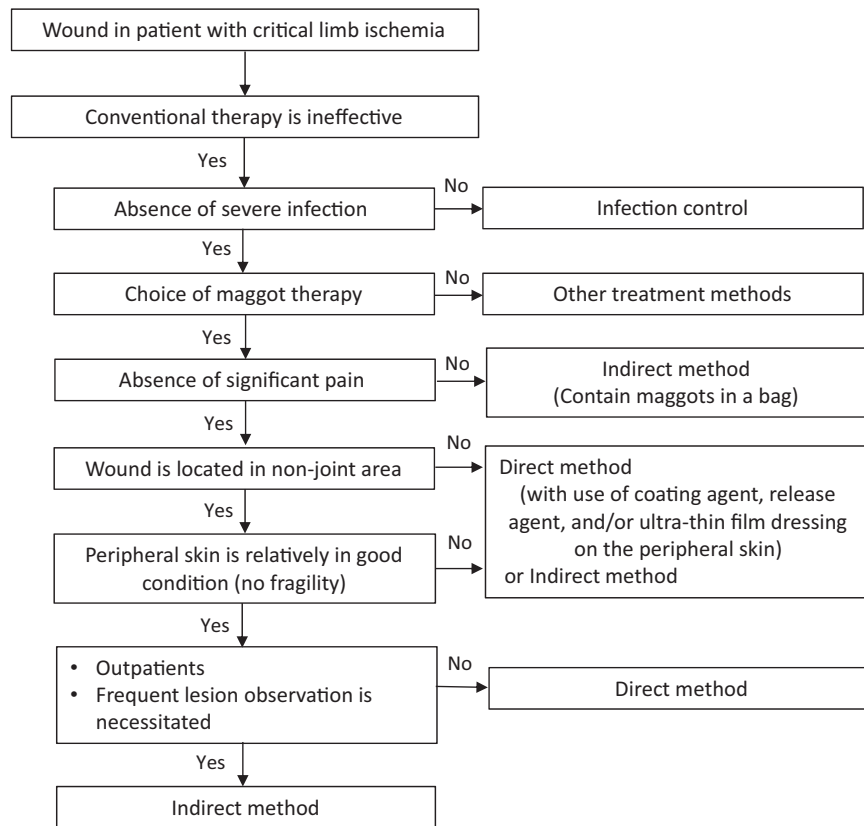 Wound in patient with critical limb ischemia
Conventional therapy is ineffective
Yes
Absence of severe infection
No
Infection control
Yes
Choice of maggot therapy
No
Other treatment methods
Yes
Absence of significant pain
No
Indirect method
(Contain maggots in a bag)
Yes
Wound is located in non-joint area
No
Direct method
(with use of coating agent, release
agent, and/or ultra-thin film dressing
on the peripheral skin)
or Indirect method
Yes
Peripheral skin is relatively in good
condition (no fragility)
No
Yes
• Outpatients
• Frequent lesion observation is
necessitated
No
Direct method
Yes
Indirect method